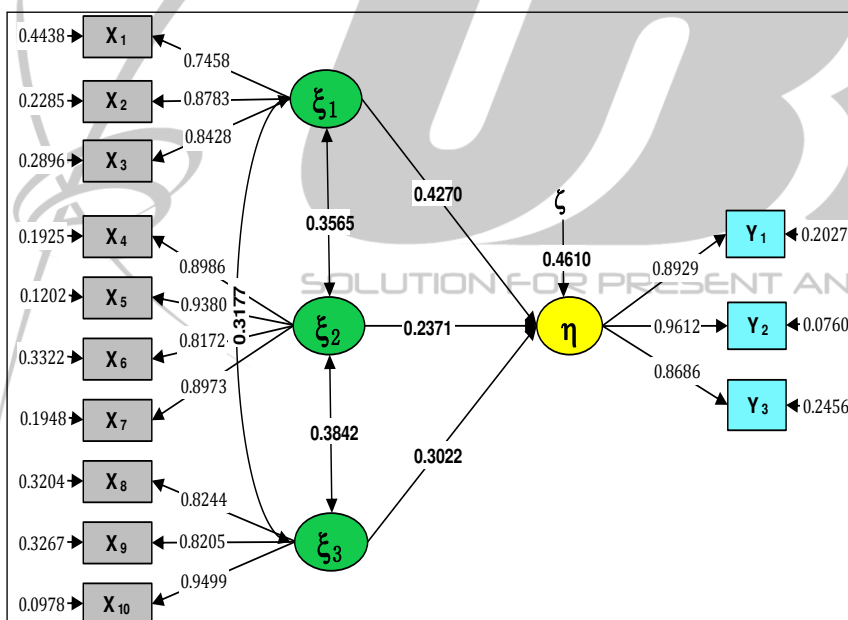 0.4438 X1 0.7458
0.2285 X2 0.8783 ξ1
0.2896 X3 0.8428
0.4270
0.1925 X4 0.8986 0.3565 ζ 0.4610 0.8929 Y1 0.2027
SOLUTION FOR PRESENT AN
0.1202 X5 0.9380 0.3177
0.3322 X6 0.8172 ξ2 0.2371 η 0.9612 Y2 0.0760
0.1948 X7 0.8973 0.8686 Y3 0.2456
0.3842
0.3022
0.3204 X8 0.8244
0.3267 X9 0.8205 ξ3
0.0978 X10 0.9499